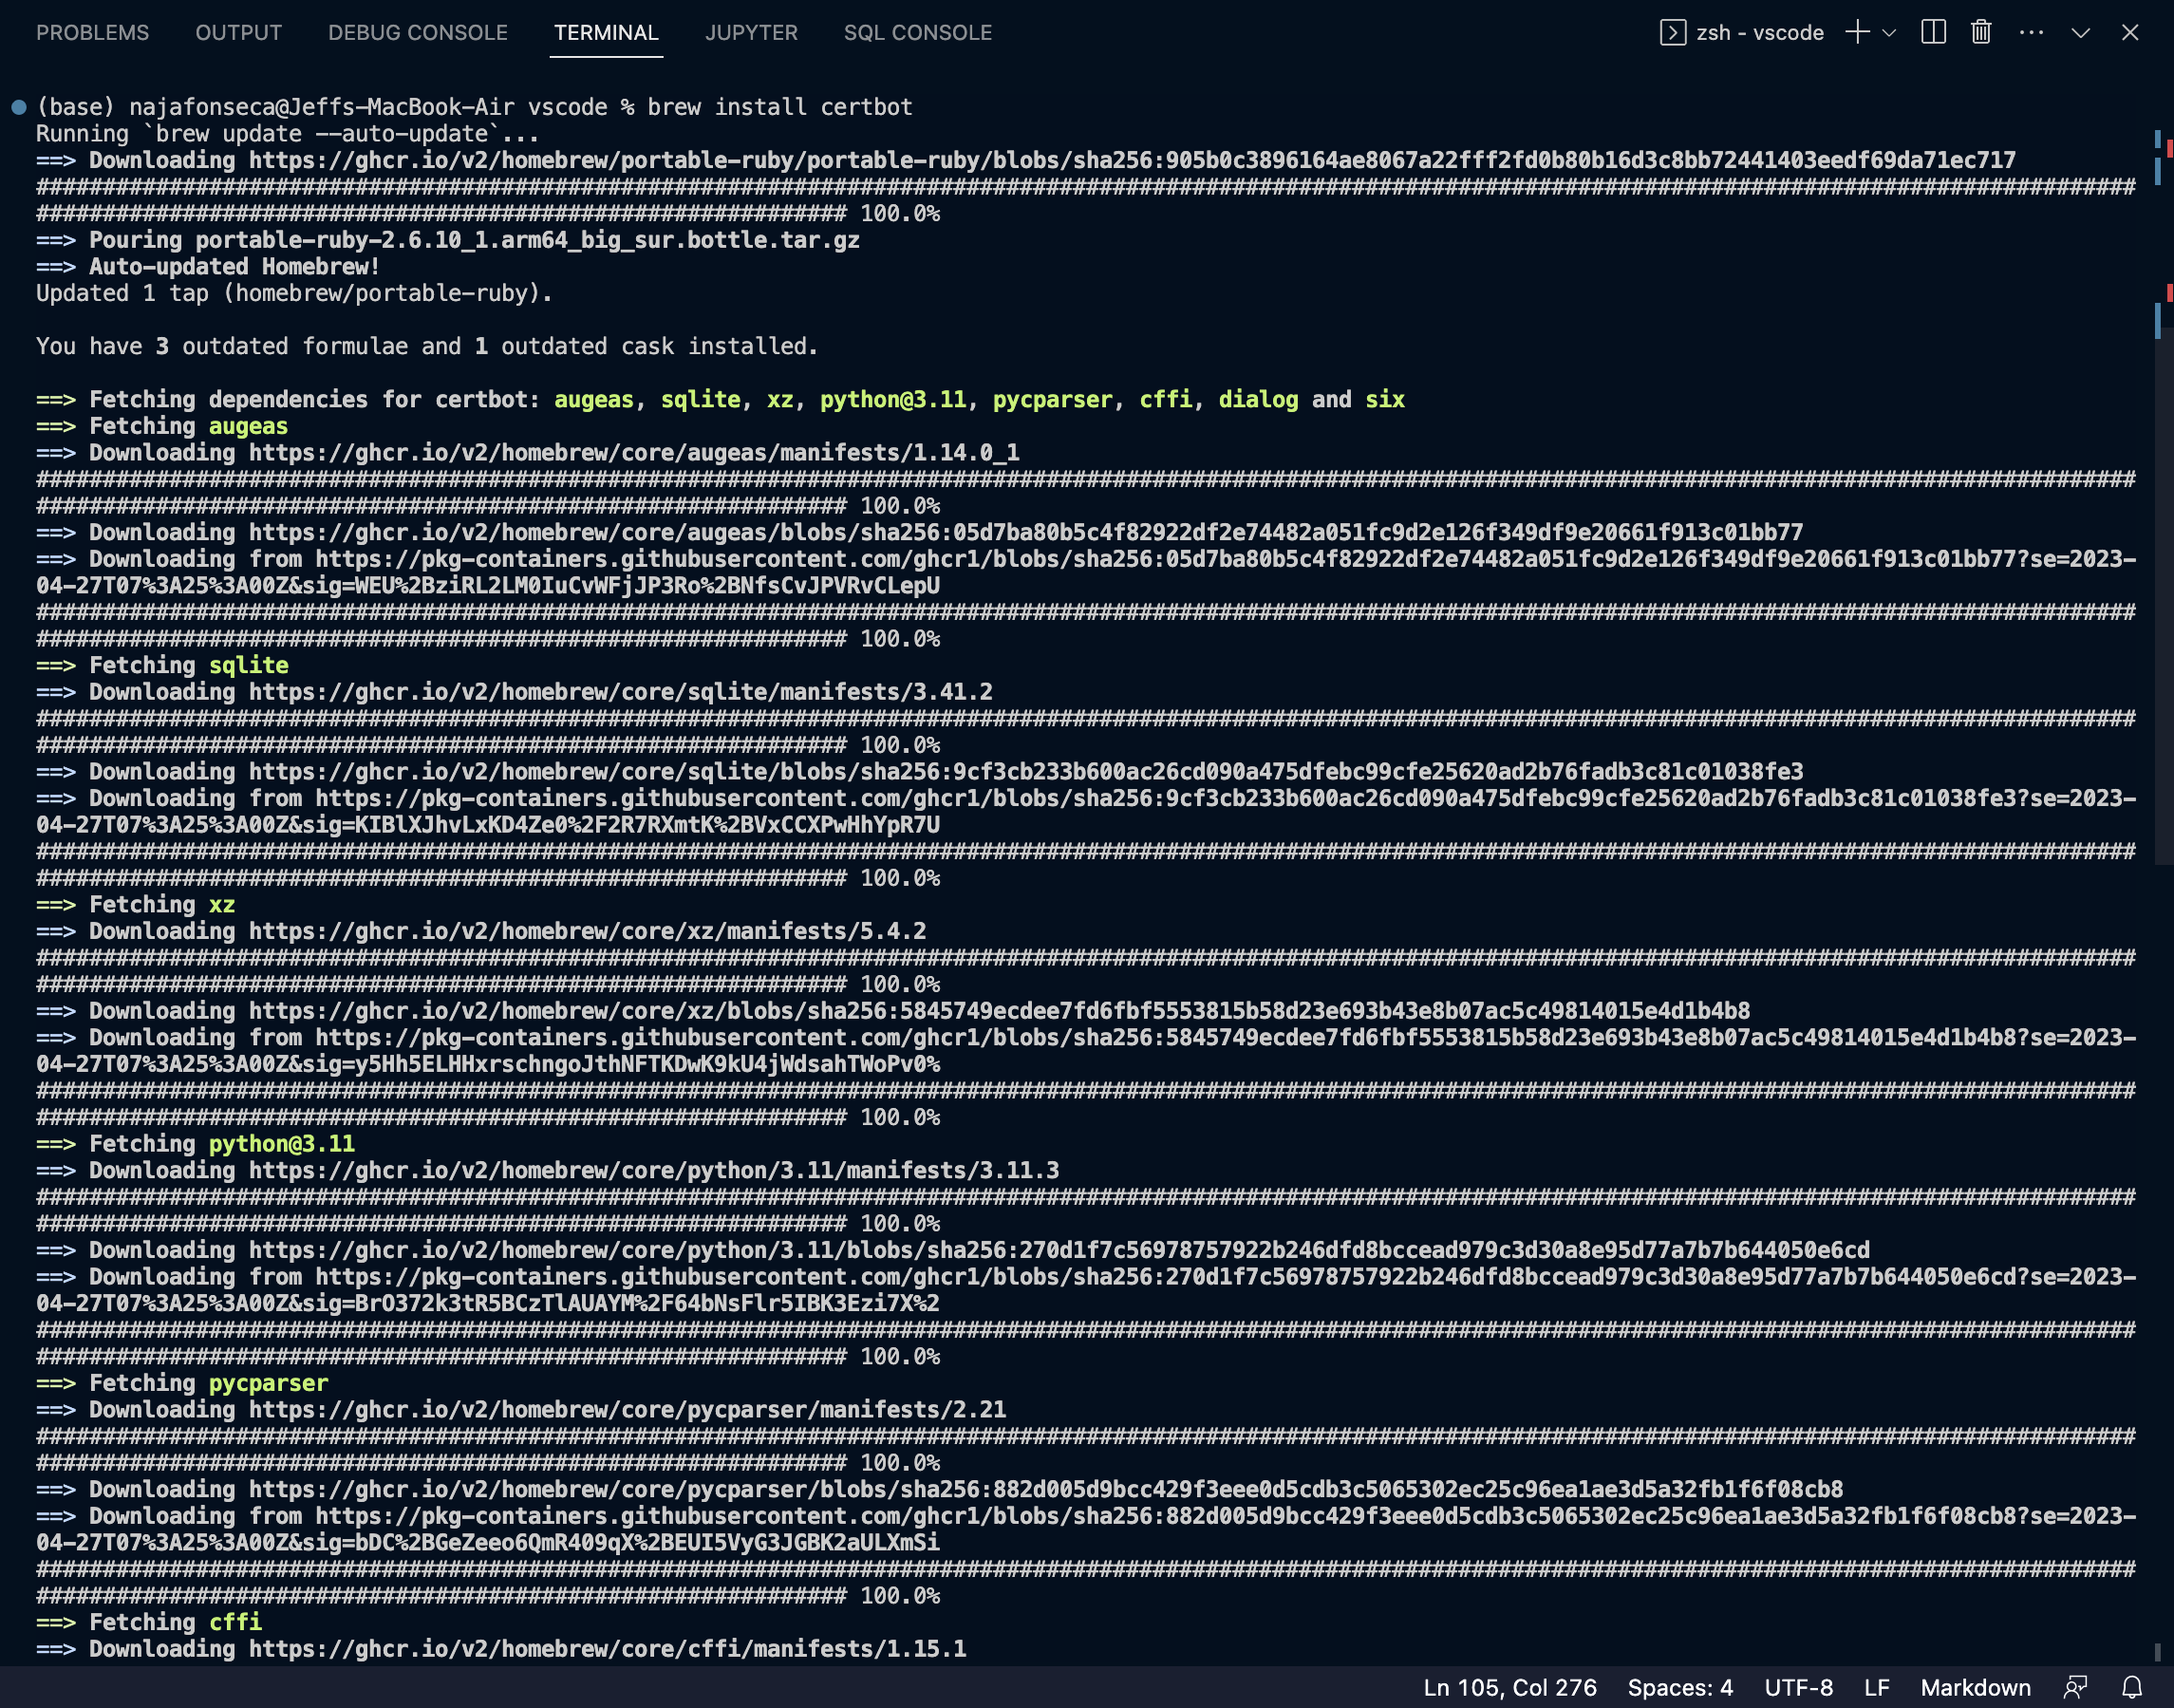 PROBLEMS OUTPUT DEBUG CONSOLE TERMINAL JUPYTER SQL CONSOLE zsh - vscode
(base) najafonseca@Jeffs-MacBook-Air vscode % brew install certbot
Running `brew update --auto-update`...
==> Downloading https://ghcr.io/v2/homebrew/portable-ruby/portable-ruby/blobs/sha256:905b0c3896164ae8067a22fff2fd0b80b16d3c8bb72441403eedf69da71ec717
############################################################################################################################################################## 
############################################################# 100.0%
==> Pouring portable-ruby-2.6.10_1.arm64_big_sur.bottle.tar.gz
==> Auto-updated Homebrew!
Updated 1 tap (homebrew/portable-ruby).
You have 3 outdated formulae and 1 outdated cask installed.
==> Fetching dependencies for certbot: augeas, sqlite, xz, python@3.11, pycparser, cffi, dialog and six
==> Fetching augeas
==> Downloading https://ghcr.io/v2/homebrew/core/augeas/manifests/1.14.0_1
##############################################################################################################################################################
############################################################# 100.0%
==> Downloading https://ghcr.io/v2/homebrew/core/augeas/blobs/sha256:05d7ba80b5c4f82922df2e74482a051fc9d2e126f349df9e20661f913c01bb77
==> Downloading from https://pkg-containers.githubusercontent.com/ghcr1/blobs/sha256:05d7ba80b5c4f82922df2e74482a051fc9d2e126f349df9e20661f913c01bb77?se=2023-
04-27T07%3A25%3A00Z&sig=WEU%2BziRL2LM0IuCvWFjJP3Ro%2BNfsCvJPVRvCLepU
##############################################################################################################################################################
############################################################# 100.0%
==> Fetching sqlite
==> Downloading https://ghcr.io/v2/homebrew/core/sqlite/manifests/3.41.2
##############################################################################################################################################################
############################################################# 100.0%
==> Downloading https://ghcr.io/v2/homebrew/core/sqlite/blobs/sha256:9cf3cb233b600ac26cd090a475dfebc99cfe25620ad2b76fadb3c81c01038fe3
==> Downloading from https://pkg-containers.githubusercontent.com/ghcr1/blobs/sha256:9cf3cb233b600ac26cd090a475dfebc99cfe25620ad2b76fadb3c81c01038fe3?se=2023-
04-27T07%3A25%3A00Z&sig=KIBlXJhvLxKD4Ze0%2F2R7RXmtK%2BVxCCXPwHhYpR7U
##############################################################################################################################################################
############################################################# 100.0%
==> Fetching xz
==> Downloading https://ghcr.io/v2/homebrew/core/xz/manifests/5.4.2
##############################################################################################################################################################
############################################################# 100.0%
==> Downloading https://ghcr.io/v2/homebrew/core/xz/blobs/sha256:5845749ecdee7fd6fbf5553815b58d23e693b43e8b07ac5c49814015e4d1b4b8
==> Downloading from https://pkg-containers.githubusercontent.com/ghcr1/blobs/sha256:5845749ecdee7fd6fbf5553815b58d23e693b43e8b07ac5c49814015e4d1b4b8?se=2023-
04-27T07%3A25%3A00Z&sig=y5Hh5ELHHxrschngoJthNFTKDwK9kU4jWdsahTWoPv0%
##############################################################################################################################################################
############################################################# 100.0%
==> Fetching python@3.11
==> Downloading https://ghcr.io/v2/homebrew/core/python/3.11/manifests/3.11.3
##############################################################################################################################################################
############################################################# 100.0%
==> Downloading https://ghcr.io/v2/homebrew/core/python/3.11/blobs/sha256:270d1f7c56978757922b246dfd8bccead979c3d30a8e95d77a7b7b644050e6cd
==> Downloading from https://pkg-containers.githubusercontent.com/ghcr1/blobs/sha256:270d1f7c56978757922b246dfd8bccead979c3d30a8e95d77a7b7b644050e6cd?se=2023-
04-27T07%3A25%3A00Z&sig=BrO372k3tR5BCzTlAUAYM%2F64bNsFlr5IBK3Ezi7X%2
##############################################################################################################################################################
############################################################# 100.0%
==> Fetching pycparser
==> Downloading https://ghcr.io/v2/homebrew/core/pycparser/manifests/2.21
##############################################################################################################################################################
############################################################# 100.0%
==> Downloading https://ghcr.io/v2/homebrew/core/pycparser/blobs/sha256:882d005d9bcc429f3eee0d5cdb3c5065302ec25c96ea1ae3d5a32fb1f6f08cb8
==> Downloading from https://pkg-containers.githubusercontent.com/ghcr1/blobs/sha256:882d005d9bcc429f3eee0d5cdb3c5065302ec25c96ea1ae3d5a32fb1f6f08cb8?se=2023-
04-27T07%3A25%3A00Z&sig=bDC%2BGeZeeo6QmR409qX%2BEUI5VyG3JGBK2aULXmSi
##############################################################################################################################################################
############################################################# 100.0%
==> Fetching cffi
==> Downloading https://ghcr.io/v2/homebrew/core/cffi/manifests/1.15.1
Ln 105, Col 276 Spaces: 4 UTF-8 LF Markdown